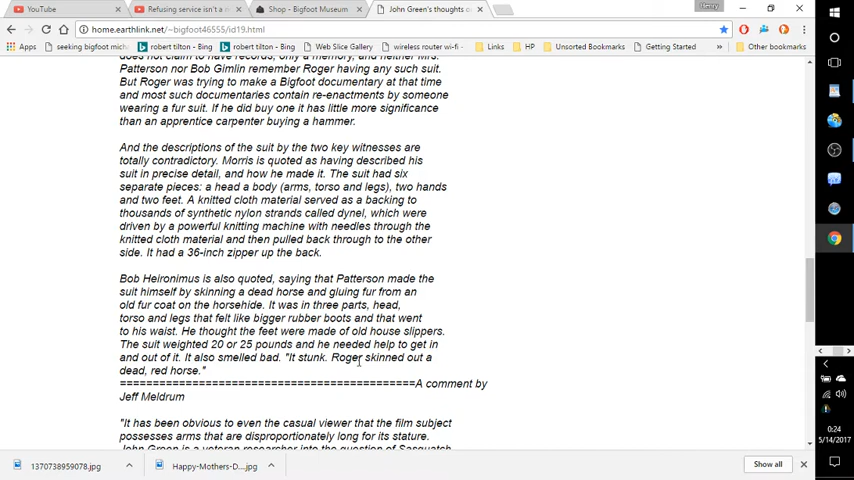 YouTube
Refusing service isn't a m
Shop - Bigfoot Museum
John Green's thoughts o
home.earthlink.net/~bigfoot46555/id19.html
Apps
seeking bigfoot mich
robert tilton - Bing vi
robert tilton - Bing vi
Web Slice Gallery
wireless router wi-fi -
Links
HP
Unsorted Bookmarks
Getting Started
»
Other bookmarks
does not claim to have records, only a memory, and neither Mrs.
Patterson nor Bob Gimlin remember Roger having any such suit.
But Roger was trying to make a Bigfoot documentary at that time
and most such documentaries contain re-enactments by someone
wearing a fur suit. If he did buy one it has little more significance
than an apprentice carpenter buying a hammer.
And the descriptions of the suit by the two key witnesses are
totally contradictory. Morris is quoted as having described his
suit in precise detail, and how he made it. The suit had six
separate pieces: a head a body (arms, torso and legs), two hands
and two feet. A knitted cloth material served as a backing to
thousands of synthetic nylon strands called dynel, which were
driven by a powerful knitting machine with needles through the
knitted cloth material and then pulled back through to the other
side. It had a 36-inch zipper up the back.
Bob Heironimus is also quoted, saying that Patterson made the
suit himself by skinning a dead horse and gluing fur from an
old fur coat on the horsehide. It was in three parts, head,
torso and legs that felt like bigger rubber boots and that went
to his waist. He thought the feet were made of old house slippers.
The suit weighted 20 or 25 pounds and he needed help to get in
and out of it. It also smelled bad. "It stunk. Roger skinned out a
dead, red horse."
=============================================A comment by
Jeff Meldrum
"It has been obvious to even the casual viewer that the film subject
possesses arms that are disproportionately long for its stature.
John Green is a veteran researcher into the question of Sasquatch
1370738959078.jpg
Happy-Mothers-D....jpg
Show all
0:24
5/14/2017